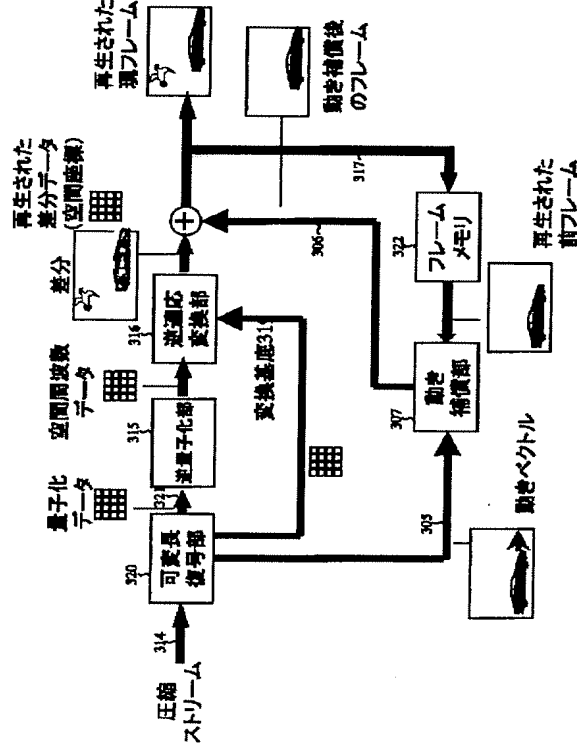 圧縮
ストリーム
314
320
可変長
復号部
量子化
データ
321
315
逆量子化部
空間周波数
データ
316
逆適応
変換部
差分
再生された
差分データ
(空間座標)
再生された
現フレーム
動き補償後
のフレーム
変換基底31
306
317
322
フレーム
メモリ
再生された
前フレーム
307
動き
補償部
305
動きベクトル